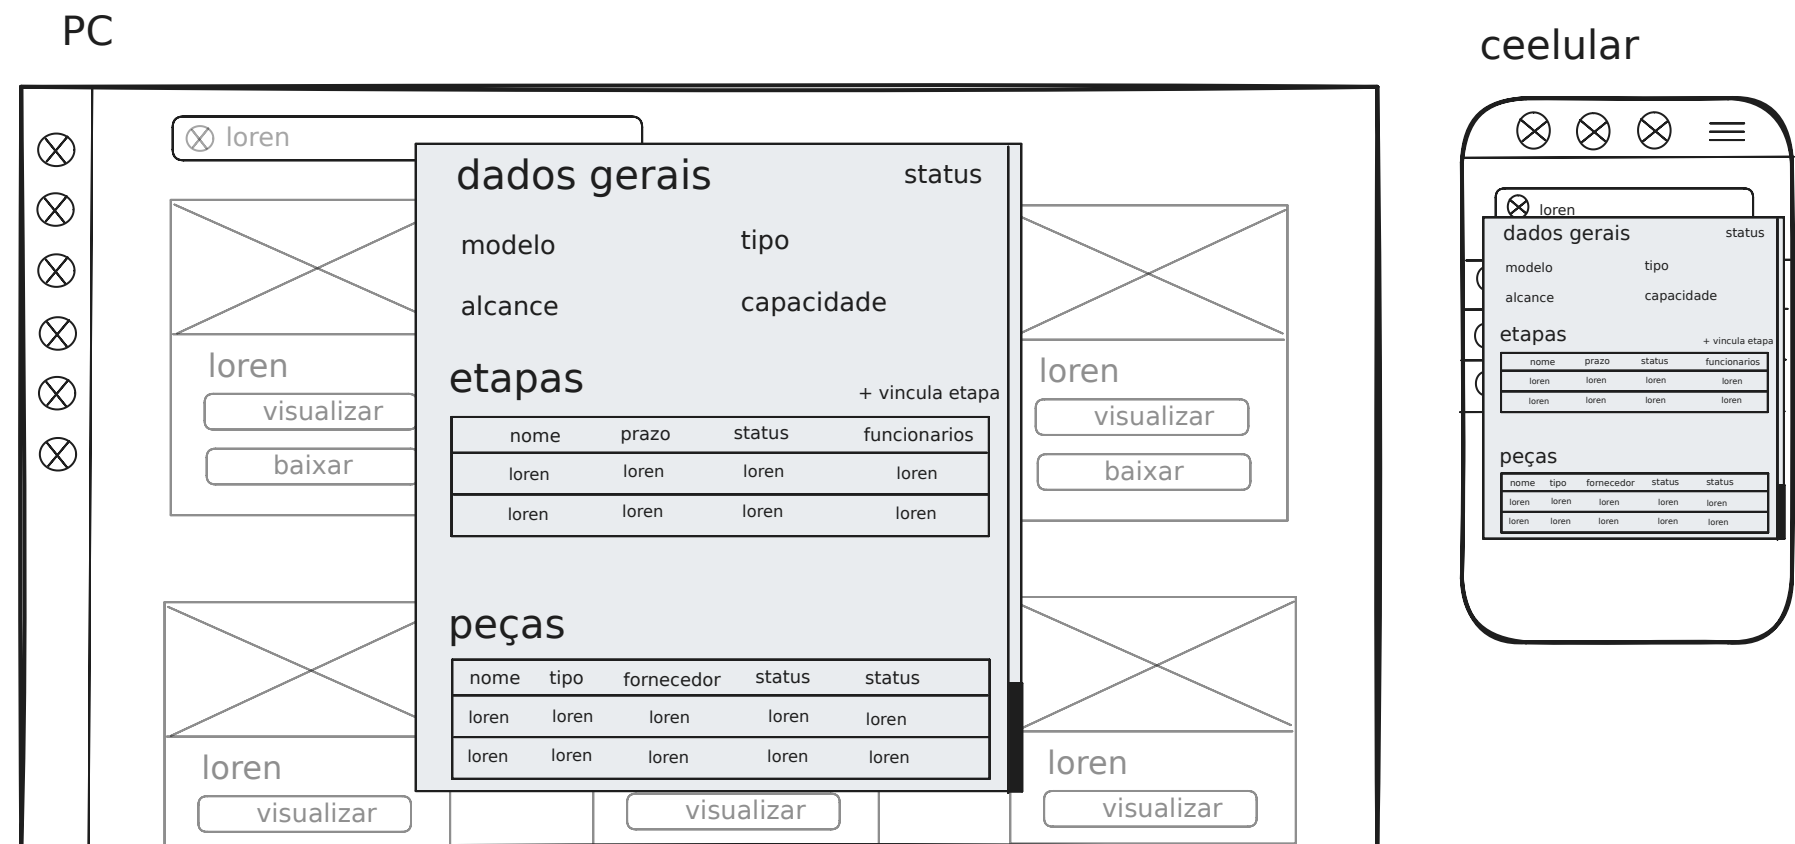 PC
loren
dados gerais status
modelo tipo
alcance capacidade
etapas
+ vincula etapa
nome prazo status funcionarios
loren loren loren loren
loren loren loren loren
peças
nome tipo fornecedor status status
loren loren loren loren loren
loren loren loren loren loren
loren
visualizar
baixar
loren
visualizar
baixar
loren
visualizar
visualizar
loren
visualizar
ceelular
loren
dados gerais status
modelo tipo
alcance capacidade
etapas
+ vincula etapa
nome prazo status funcionarios
loren loren loren loren
loren loren loren loren
peças
nome tipo fornecedor status status
loren loren loren loren loren
loren loren loren loren loren